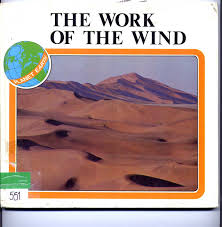 THE WORK
OF THE WIND
PLANET EARTH
551